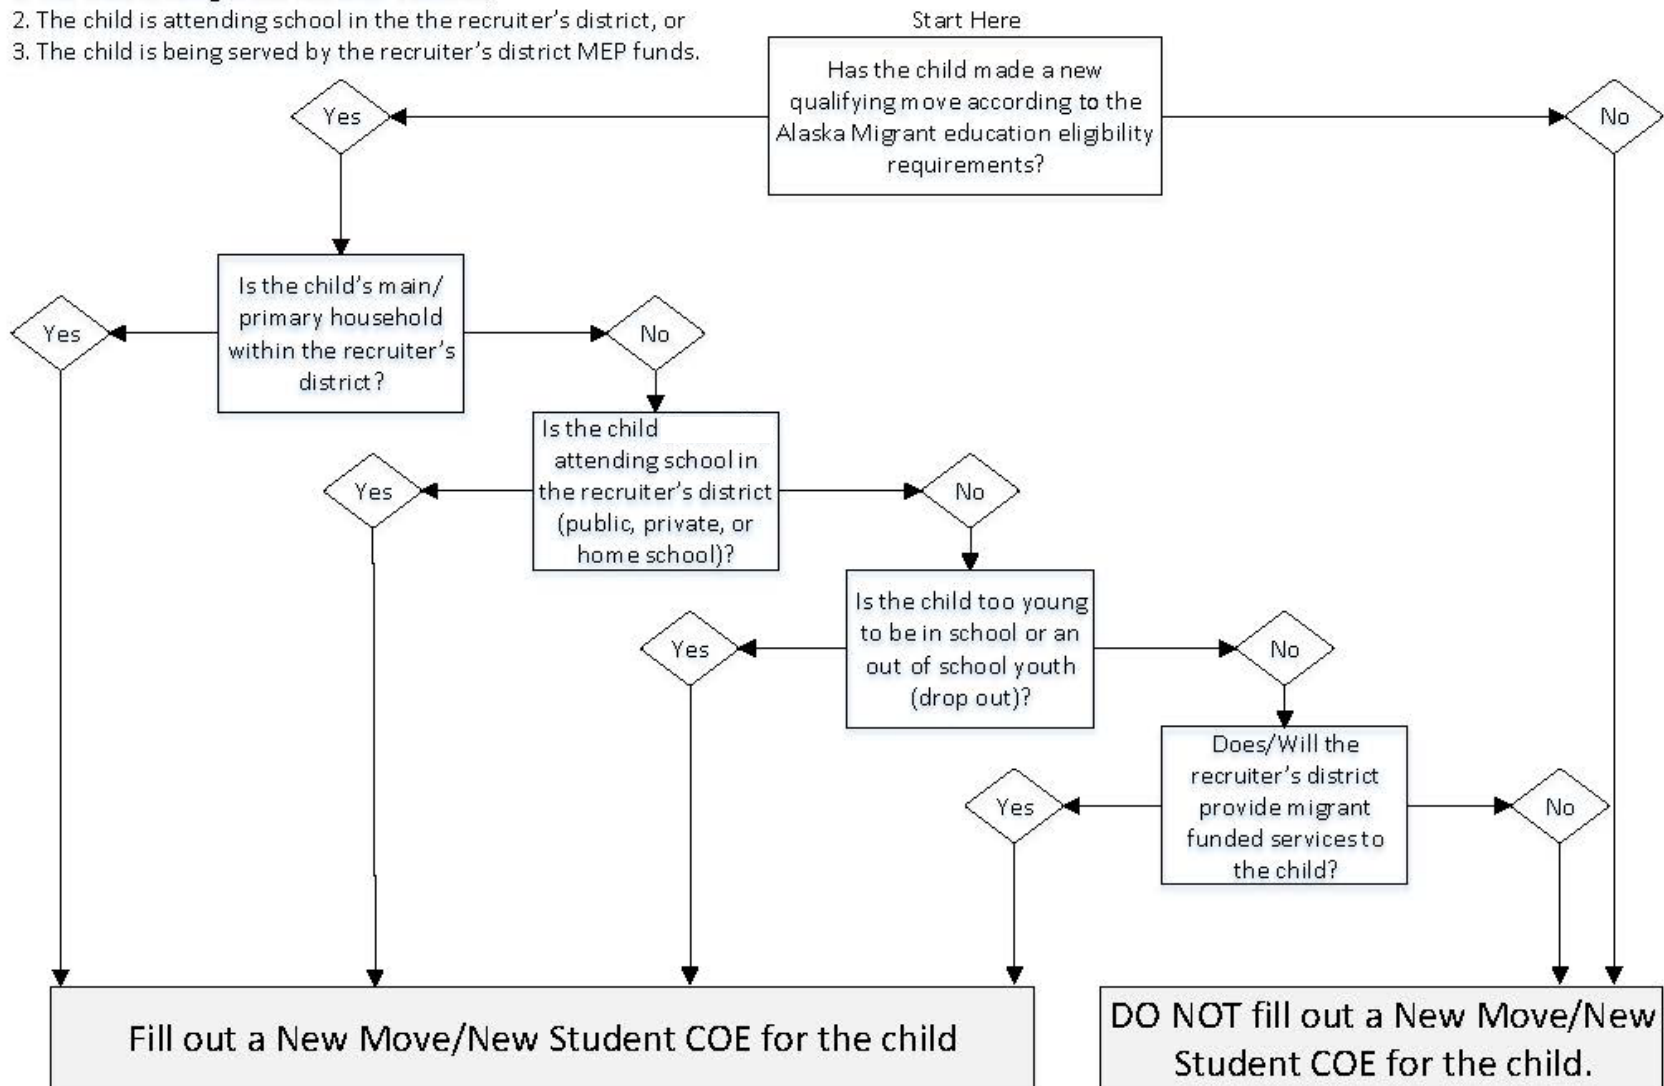 2. The child is attending school in the the recruiter's district, or
3. The child is being served by the recruiter's district MEP funds.
Start Here
Has the child made a new
qualifying move according to the
Alaska Migrant education eligibility
requirements?
Yes
No
Is the child's main/
primary household
within the recruiter's
district?
Yes
No
Is the child
attending school in
the recruiter's district
(public, private, or
home school)?
Yes
No
Is the child too young
to be in school or an
out of school youth
(drop out)?
Yes
No
Does/Will the
recruiter's district
provide migrant
funded services to
the child?
Yes
No
Fill out a New Move/New Student COE for the child
DO NOT fill out a New Move/New
Student COE for the child.